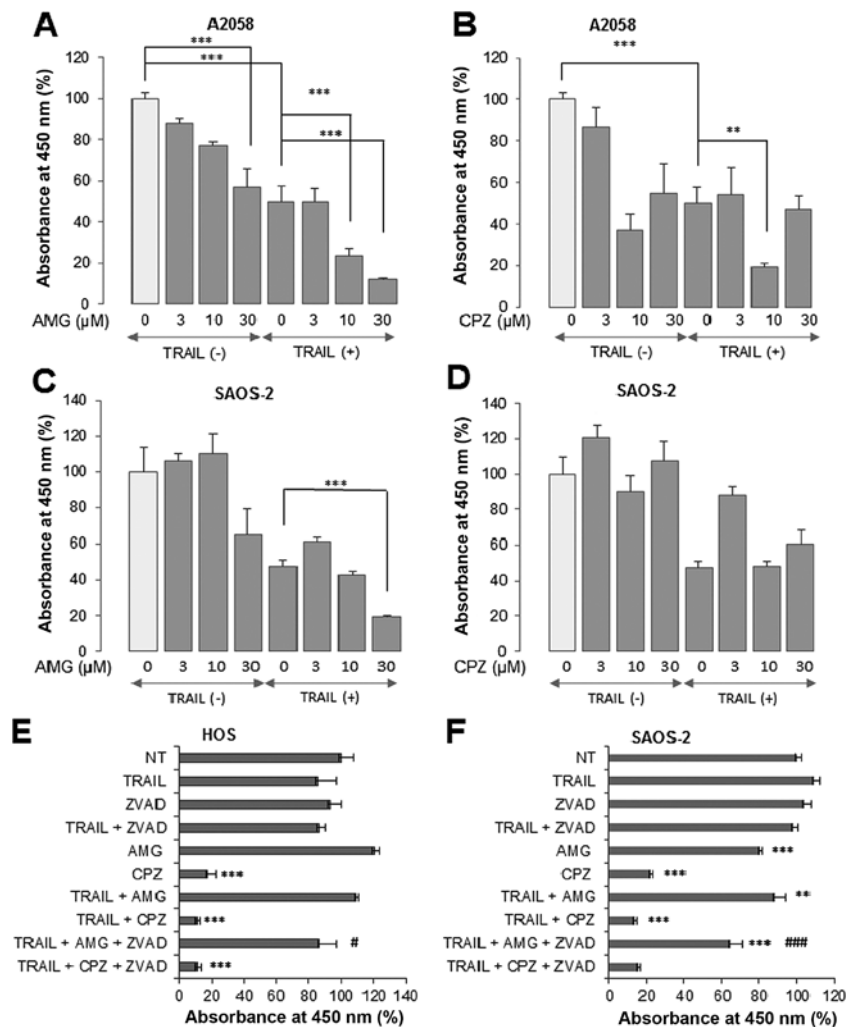 A
A2058
***
***
***
***
Absorbance at 450 nm (%)
120
100
80
60
40
20
0
AMG (µM) 0 3 10 30 0 3 10 30
TRAIL (-) TRAIL (+)
B
A2058
***
**
Absorbance at 450 nm (%)
120
100
80
60
40
20
0
CPZ (µM) 0 3 10 30 0 3 10 30
TRAIL (-) TRAIL (+)
C
SAOS-2
***
Absorbance at 450 nm (%)
140
120
100
80
60
40
20
0
AMG (µM) 0 3 10 30 0 3 10 30
TRAIL (-) TRAIL (+)
D
SAOS-2
Absorbance at 450 nm (%)
140
120
100
80
60
40
20
0
CPZ (µM) 0 3 10 30 0 3 10 30
TRAIL (-) TRAIL (+)
E
HOS
NT
TRAIL
ZVAD
TRAIL + ZVAD
AMG
CPZ ***
TRAIL + AMG
TRAIL + CPZ ***
TRAIL + AMG + ZVAD #
TRAIL + CPZ + ZVAD ***
0 20 40 60 80 100 120 140
Absorbance at 450 nm (%)
F
SAOS-2
NT
TRAIL
ZVAD
TRAIL + ZVAD
AMG ***
CPZ ***
TRAIL + AMG **
TRAIL + CPZ ***
TRAIL + AMG + ZVAD *** ###
TRAIL + CPZ + ZVAD
0 20 40 60 80 100 120
Absorbance at 450 nm (%)